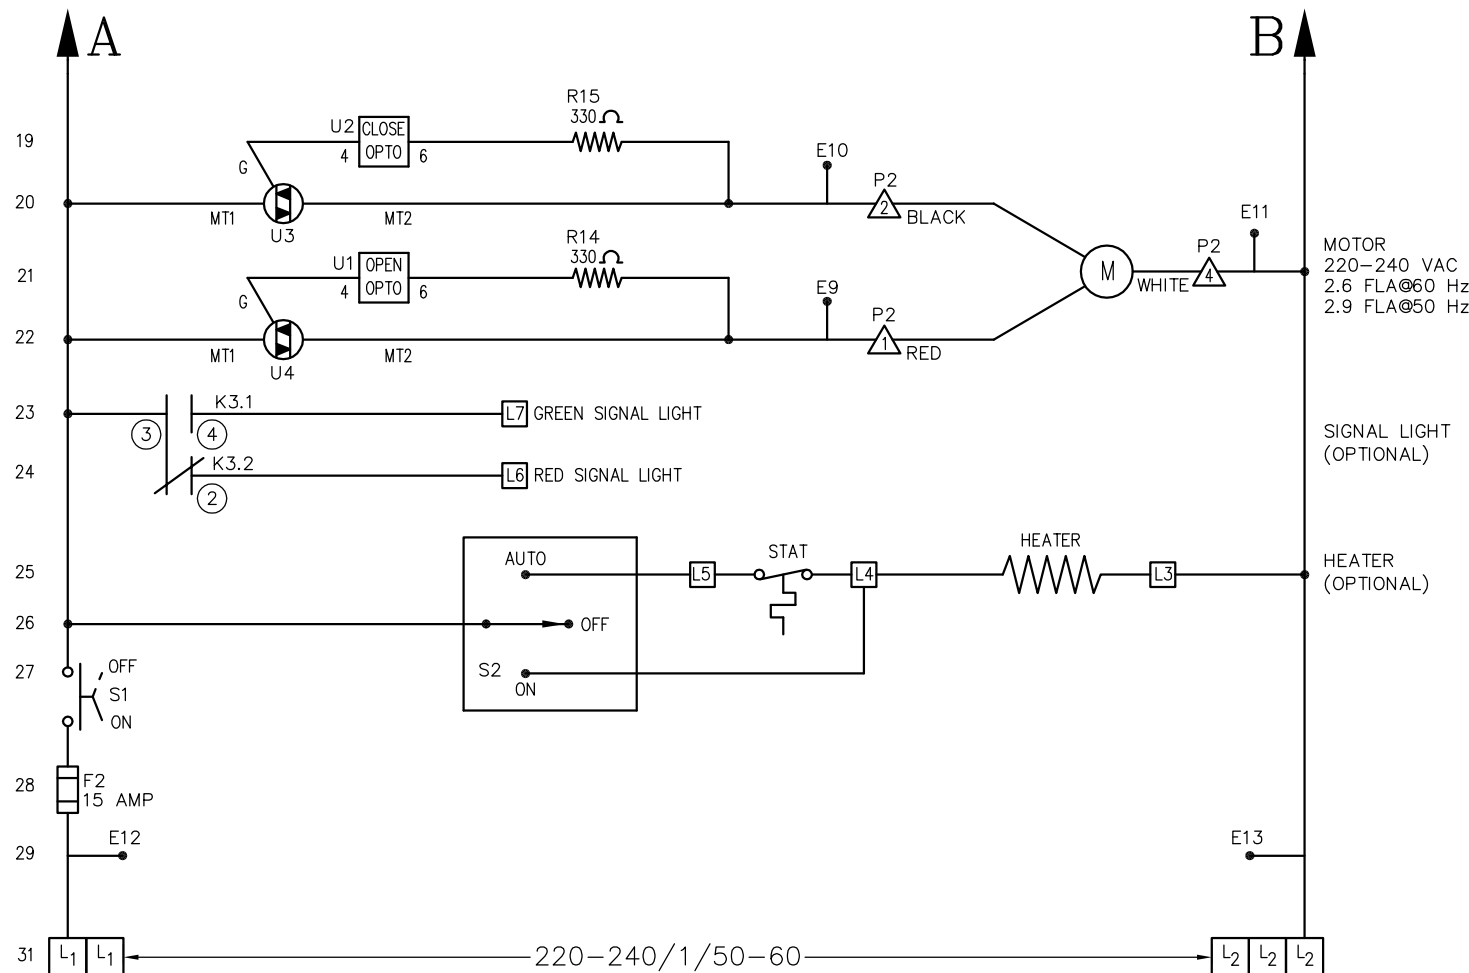 A B
R15
330Ω
19 U2 CLOSE
OPTO
4 6
G
E10
P2
20 MT1 MT2 2 BLACK
U3
E11
R14
330Ω
P2
21 U1 OPEN
OPTO
4 6
G
E9
M WHITE 4
MOTOR
220-240 VAC
2.6 FLA@60 Hz
2.9 FLA@50 Hz
P2
22 MT1 MT2 1 RED
U4
23 K3.1 L7 GREEN SIGNAL LIGHT
3 4
SIGNAL LIGHT
(OPTIONAL)
24 K3.2 L6 RED SIGNAL LIGHT
2
AUTO STAT HEATER
25 L5 L4 L3 HEATER
(OPTIONAL)
26 OFF
27 OFF
S1
ON
S2
ON
28 F2
15 AMP
29 E12 E13
31 L1 L1 220-240/1/50-60 L2 L2 L2